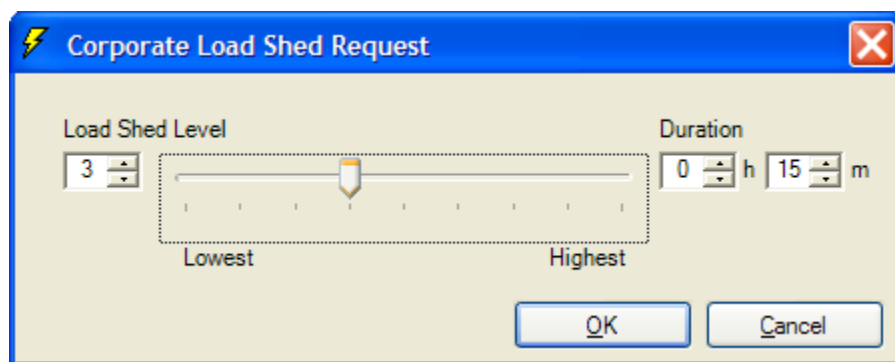 Corporate Load Shed Request
Load Shed Level
Duration
3
0 h 15 m
Lowest
Highest
OK
Cancel